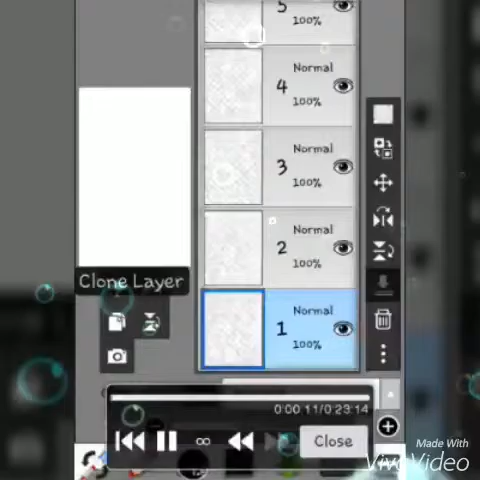 5
100%
Normal
4
100%
Normal
3
100%
Normal
2
100%
Clone Layer
Normal
1
100%
0:00:11/0:23:14
Close
Made With
VivaVideo